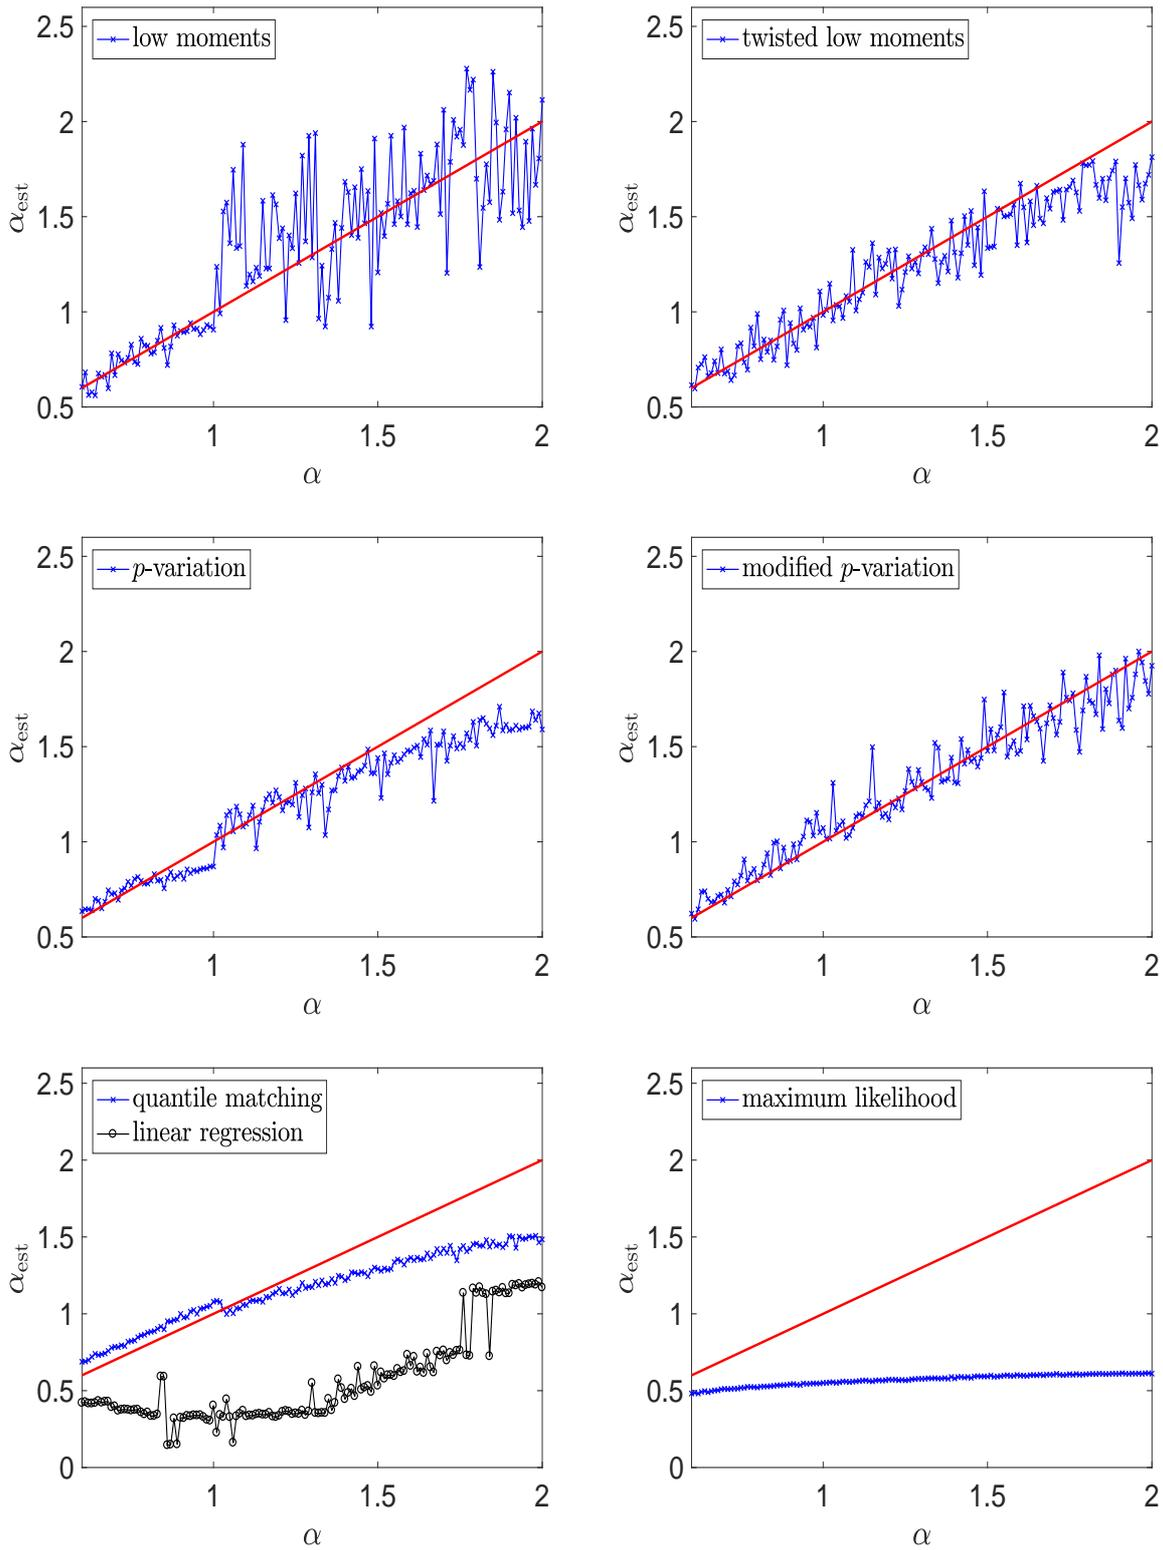 low moments
2.5
2
1.5
1
0.5
α_est
1 1.5 2
α
twisted low moments
2.5
2
1.5
1
0.5
α_est
1 1.5 2
α
p-variation
2.5
2
1.5
1
0.5
α_est
1 1.5 2
α
modified p-variation
2.5
2
1.5
1
0.5
α_est
1 1.5 2
α
quantile matching
linear regression
2.5
2
1.5
1
0.5
0
α_est
1 1.5 2
α
maximum likelihood
2.5
2
1.5
1
0.5
0
α_est
1 1.5 2
α